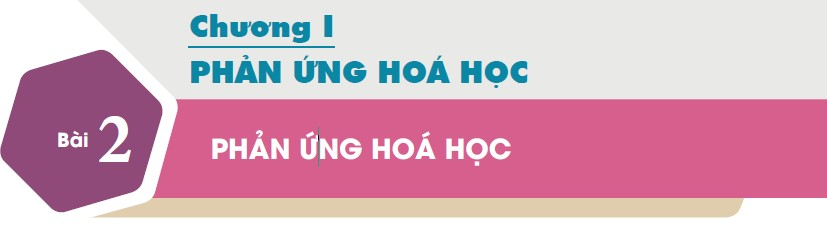 Chương I
PHẢN ỨNG HOÁ HỌC
Bài 2
PHẢN ỨNG HOÁ HỌC